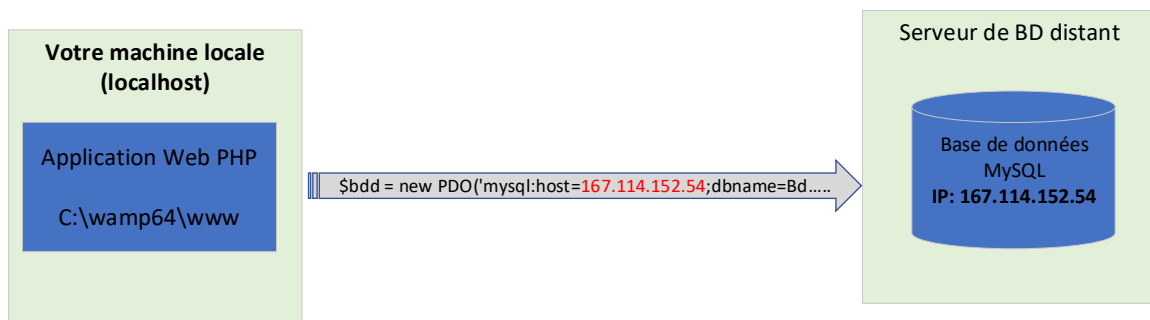 Votre machine locale
(localhost)
Application Web PHP
C:\wamp64\www
$bdd = new PDO('mysql:host=167.114.152.54;dbname=Bd.....
Serveur de BD distant
Base de données
MySQL
IP: 167.114.152.54